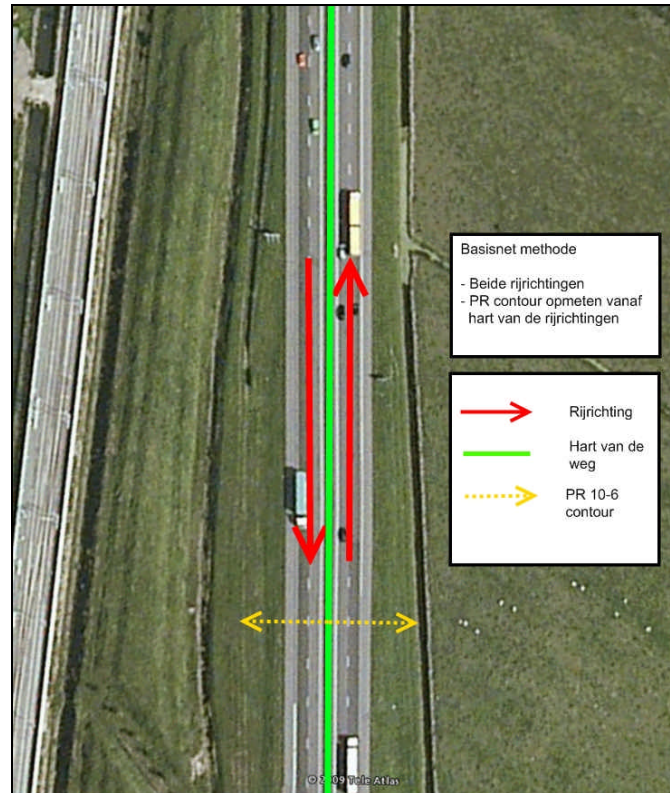 Basisnet methode
- Beide rijrichtingen
- PR contour opmeten vanaf
hart van de rijrichtingen
Rijrichting
Hart van de
weg
PR 10-6
contour
© 2009 Tele Atlas